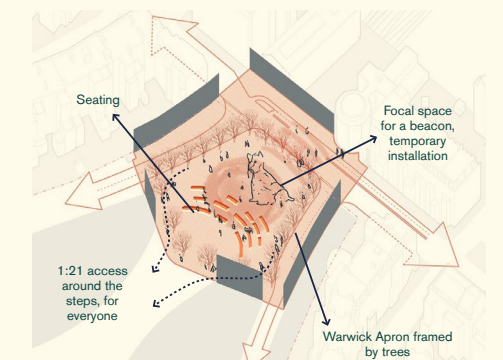 Seating
Focal space
for a beacon,
temporary
installation
1:21 access
around the
steps, for
everyone
Warwick Apron framed
by trees